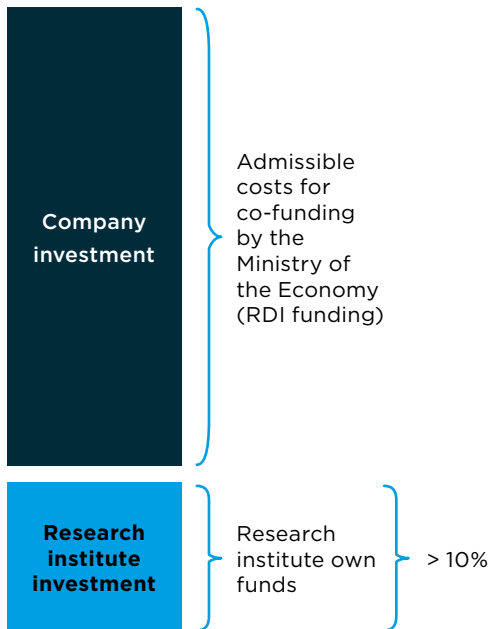 Company
investment
Admissible
costs for
co-funding
by the
Ministry of
the Economy
(RDI funding)
Research
institute
investment
Research
institute own
funds
> 10%